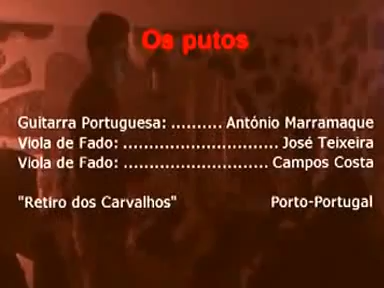 Os putos
Guitarra Portuguesa: .......... António Marramaque
Viola de Fado: .............................. José Teixeira
Viola de Fado: ............................ Campos Costa
"Retiro dos Carvalhos" Porto-Portugal